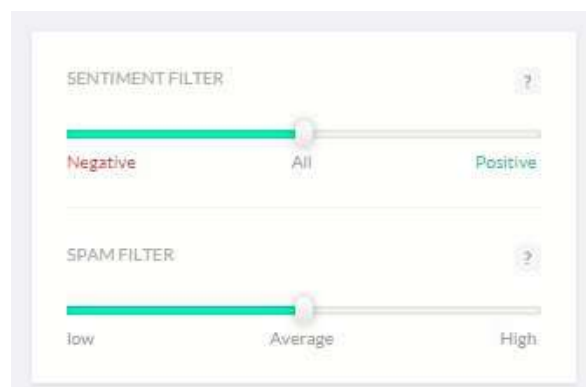 SENTIMENT FILTER
?
Negative All Positive
SPAM FILTER
?
low Average High